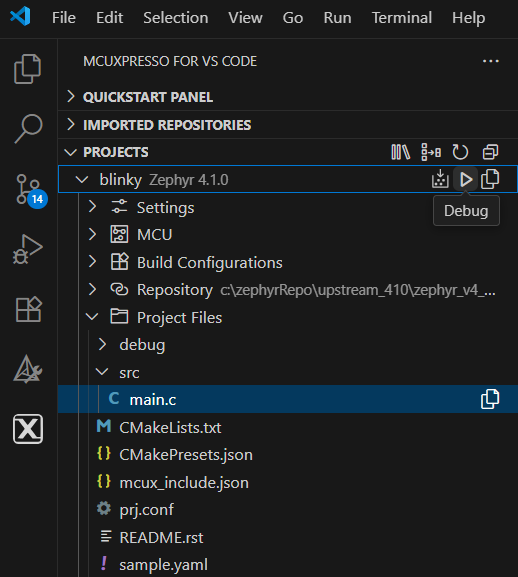 File Edit Selection View Go Run Terminal Help
MCUXPRESSO FOR VS CODE
QUICKSTART PANEL
IMPORTED REPOSITORIES
PROJECTS
blinky Zephyr 4.1.0
Settings
Debug
MCU
Build Configurations
Repository c:\zephyrRepo\upstream_410\zephyr_v4_...
Project Files
debug
src
C main.c
M CMakeLists.txt
{} CMakePresets.json
{} mcux_include.json
prj.conf
README.rst
! sample.yaml
14